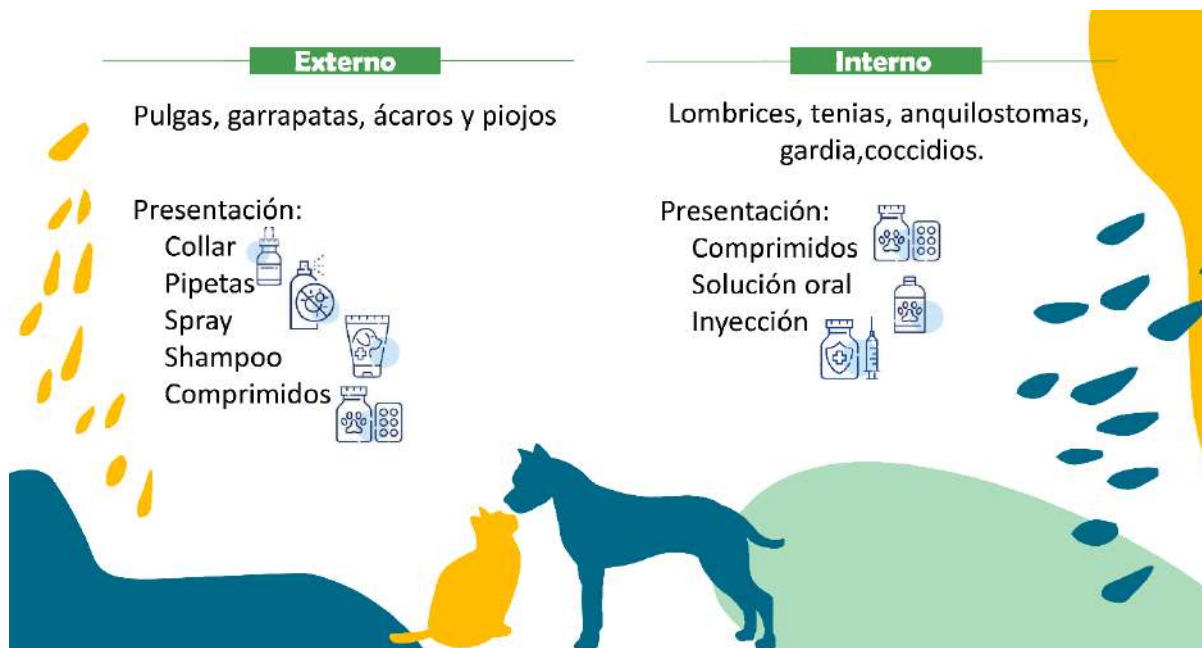 Externo
Pulgas, garrapatas, ácaros y piojos
Presentación:
Collar
Pipetas
Spray
Shampoo
Comprimidos
Interno
Lombrices, tenias, anquilostomas,
gardia,coccidios.
Presentación:
Comprimidos
Solución oral
Inyección